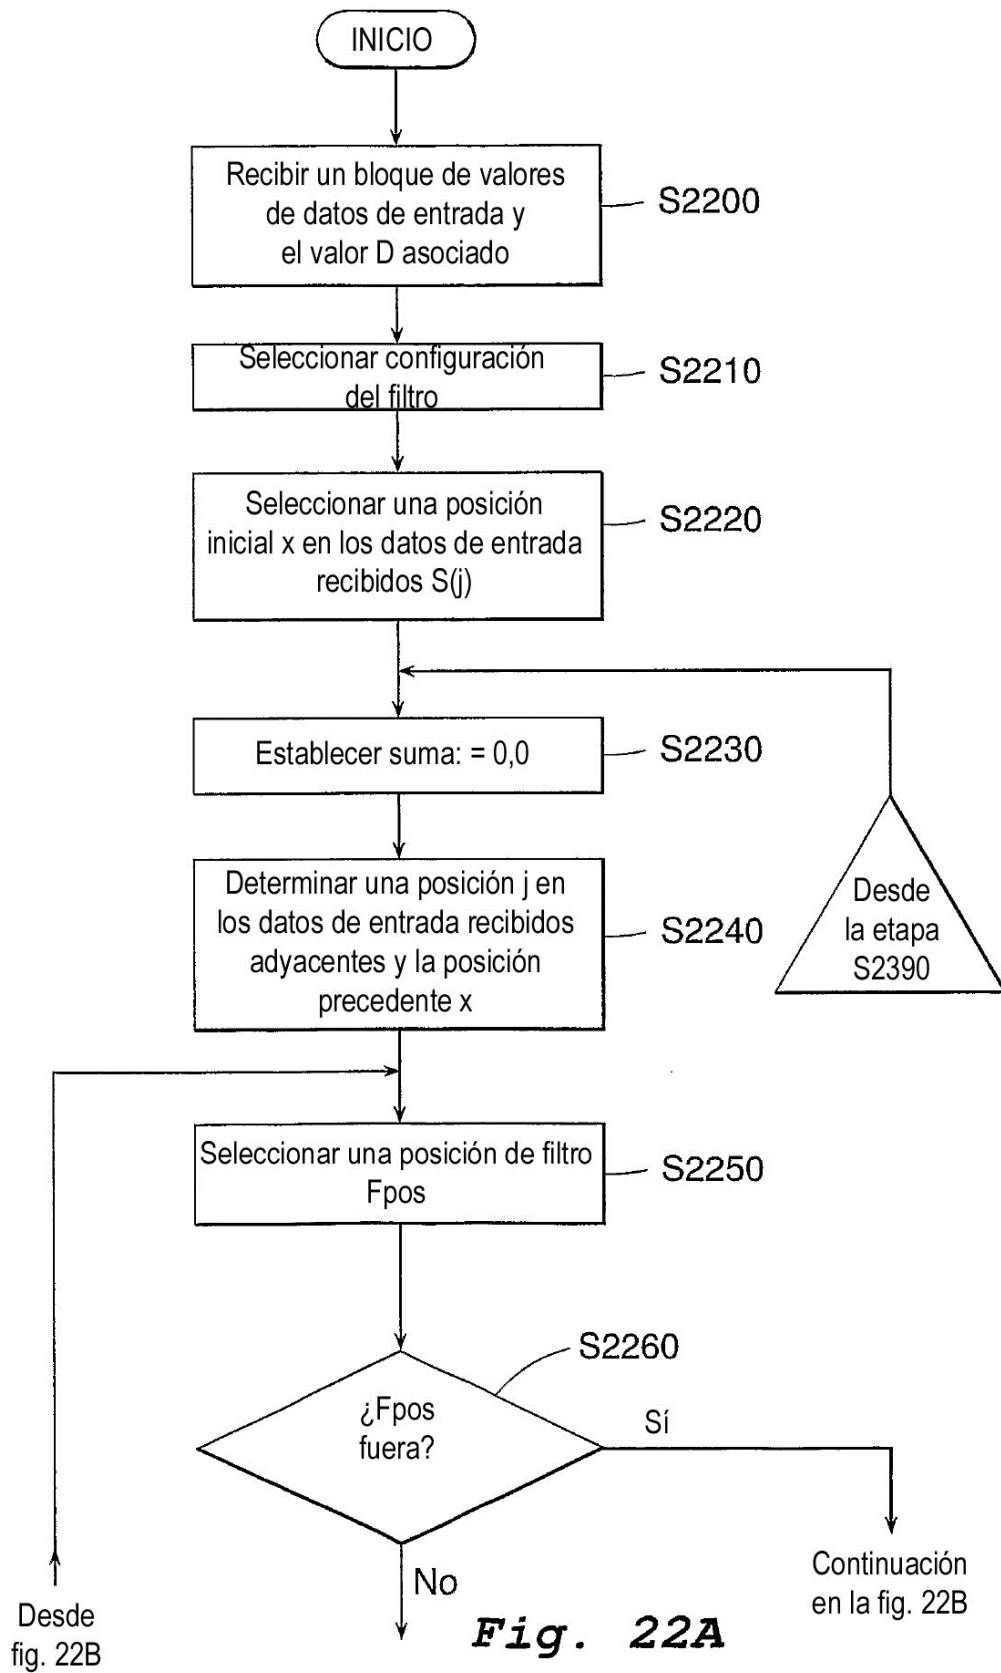 INICIO
Recibir un bloque de valores
de datos de entrada y
el valor D asociado
S2200
Seleccionar configuración
del filtro
S2210
Seleccionar una posición
inicial x en los datos de entrada
recibidos S(j)
S2220
Establecer suma: = 0,0
S2230
Determinar una posición j en
los datos de entrada recibidos
adyacentes y la posición
precedente x
S2240
Desde
la etapa
S2390
Seleccionar una posición de filtro
Fpos
S2250
¿Fpos
fuera?
S2260
Sí
No
Continuación
en la fig. 22B
Desde
fig. 22B
Fig. 22A